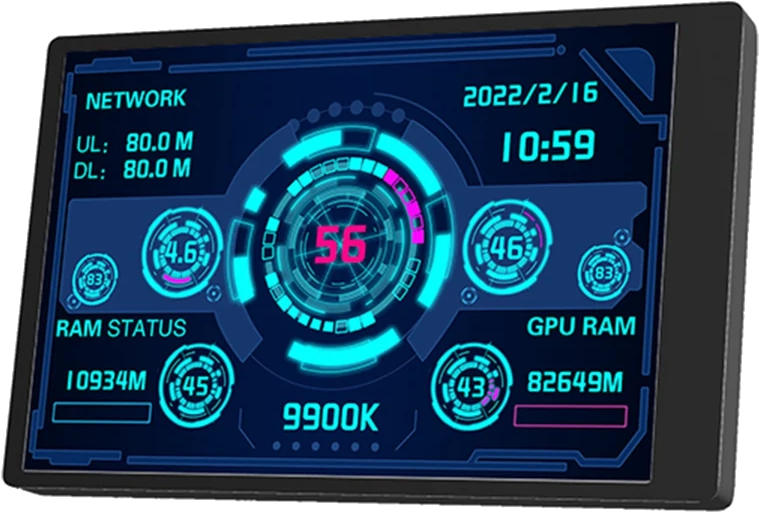 NETWORK
2022/2/16
UL: 80.0 M
10:59
DL: 80.0 M
56
4.6
46
83
83
RAM STATUS
GPU RAM
10934M
45
43
82649M
9900K